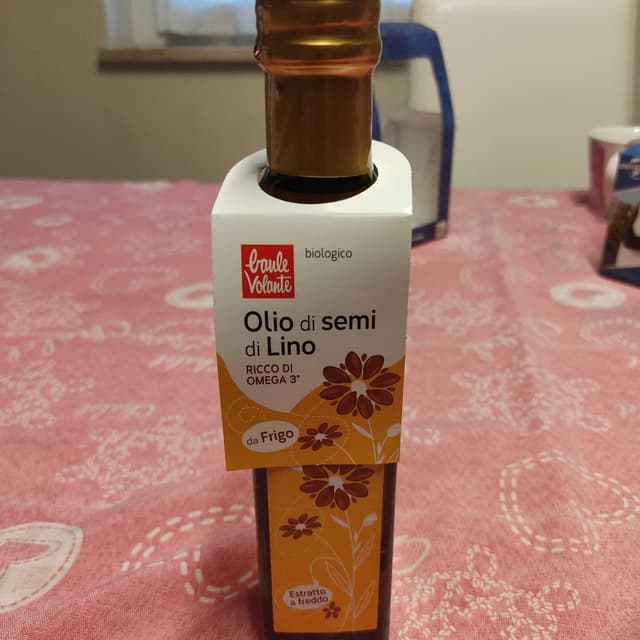 baule
Volante
biologico
Olio di semi
di Lino
RICCO DI
OMEGA 3*
da Frigo
Estratto
a freddo